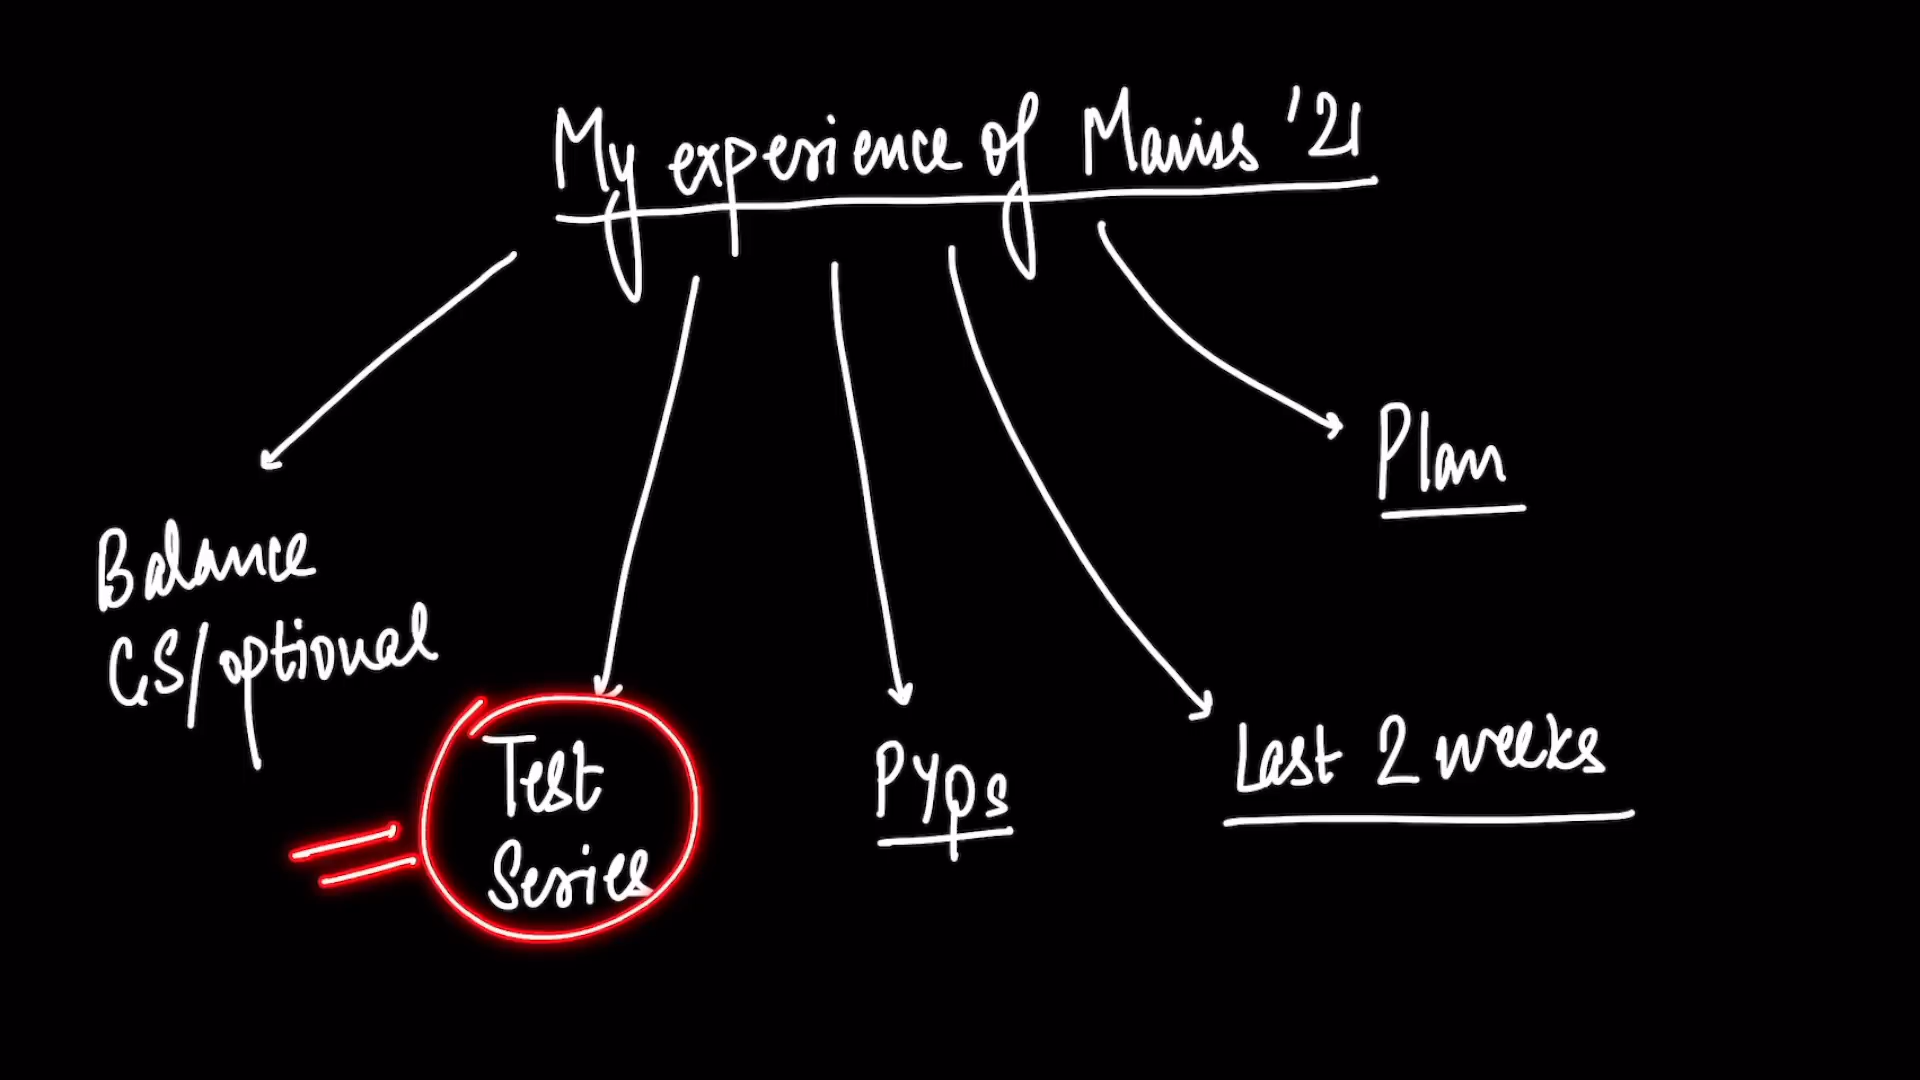 My experience of Mains '21
Plan
Balance
GS/optional
Test
Series
PYPs
Last 2 weeks